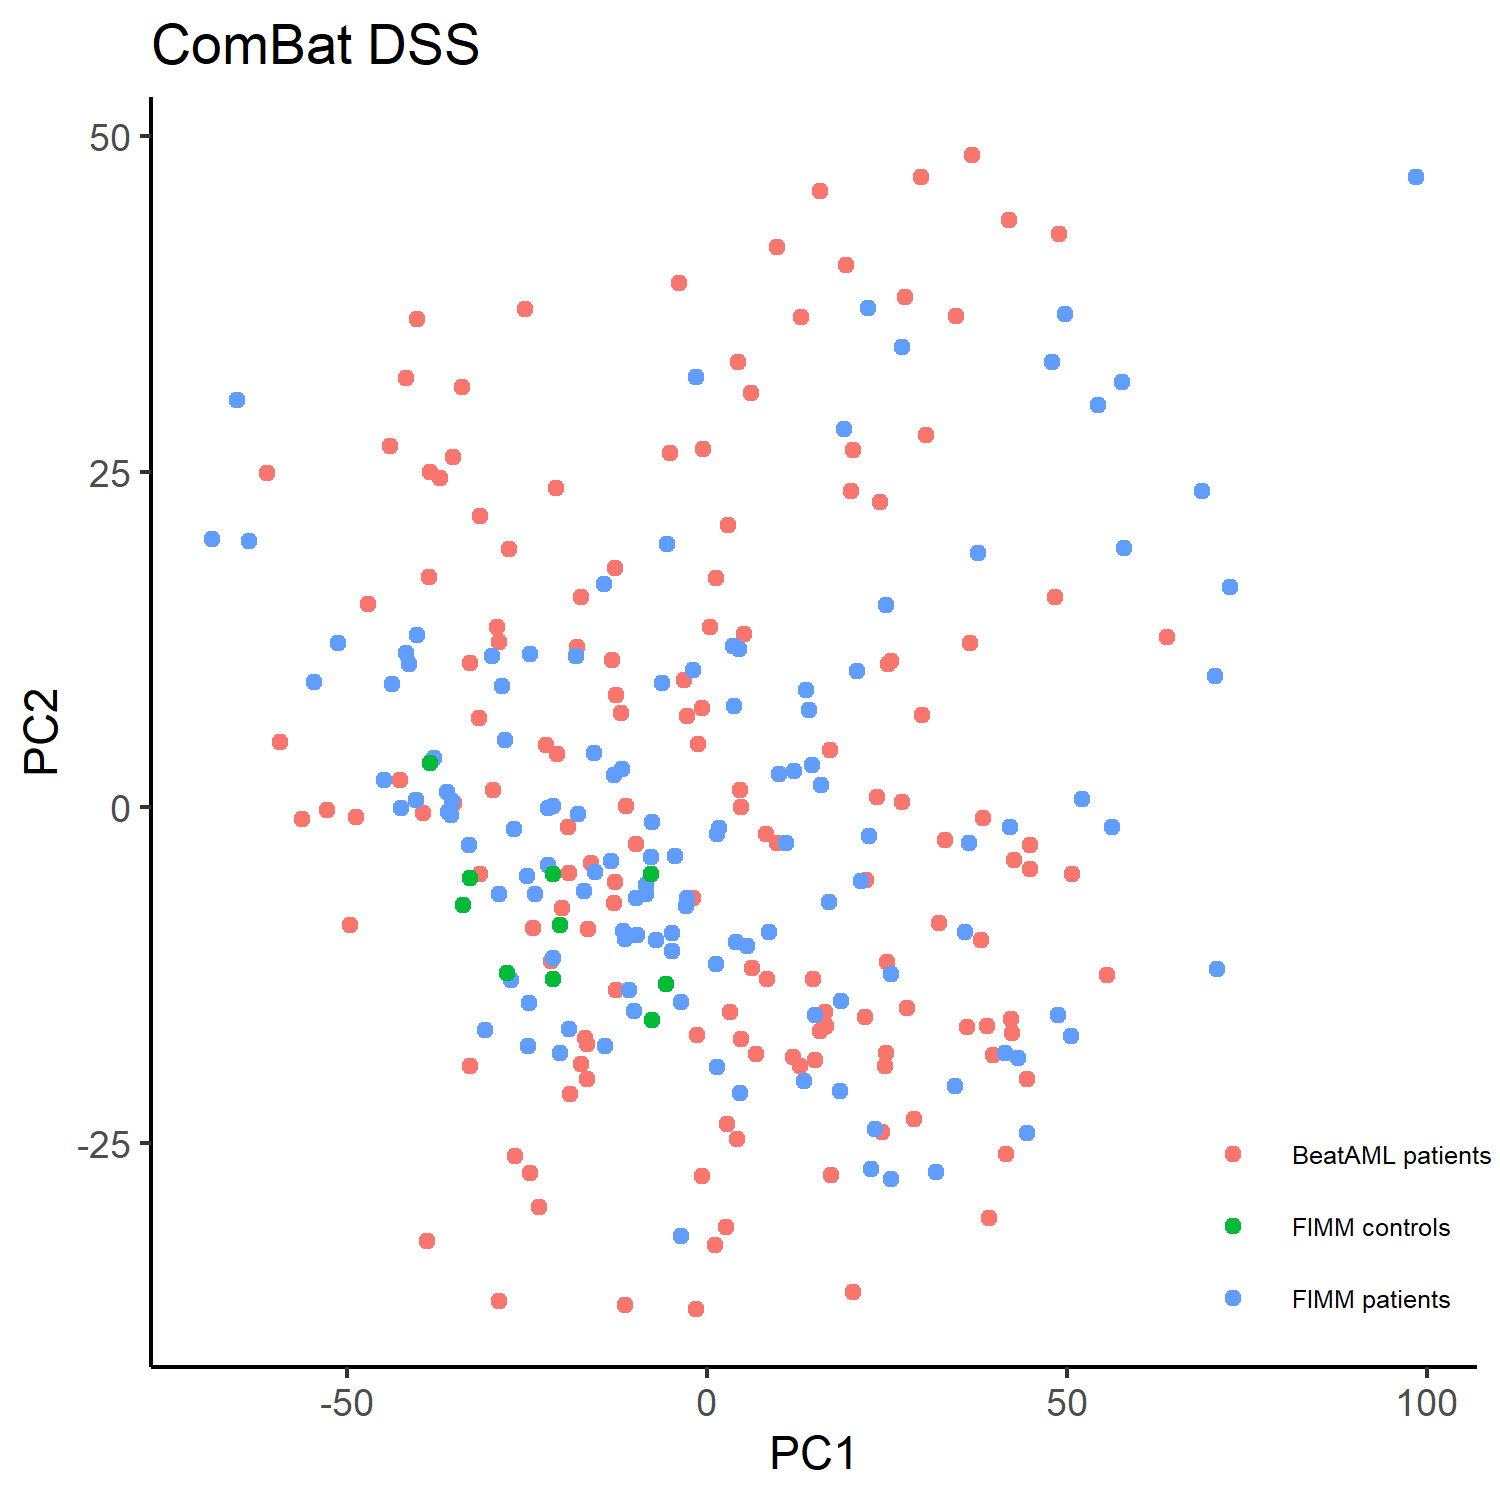 ComBat DSS
50
25
0
-25
PC2
-50
0
50
100
PC1
BeatAML patients
FIMM controls
FIMM patients